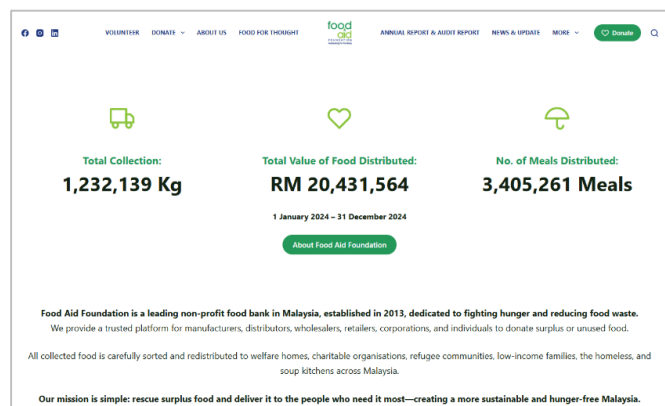 VOLUNTEER DONATE ABOUT US FOOD FOR THOUGHT food aid ANNUAL REPORT & AUDIT REPORT NEWS & UPDATE MORE Donate
Total Collection: Total Value of Food Distributed: No. of Meals Distributed:
1,232,139 Kg RM 20,431,564 3,405,261 Meals
1 January 2024 – 31 December 2024
About Food Aid Foundation
Food Aid Foundation is a leading non-profit food bank in Malaysia, established in 2013, dedicated to fighting hunger and reducing food waste.
We provide a trusted platform for manufacturers, distributors, wholesalers, retailers, corporations, and individuals to donate surplus or unused food.
All collected food is carefully sorted and redistributed to welfare homes, charitable organisations, refugee communities, low-income families, the homeless, and
soup kitchens across Malaysia.
Our mission is simple: rescue surplus food and deliver it to the people who need it most—creating a more sustainable and hunger-free Malaysia.